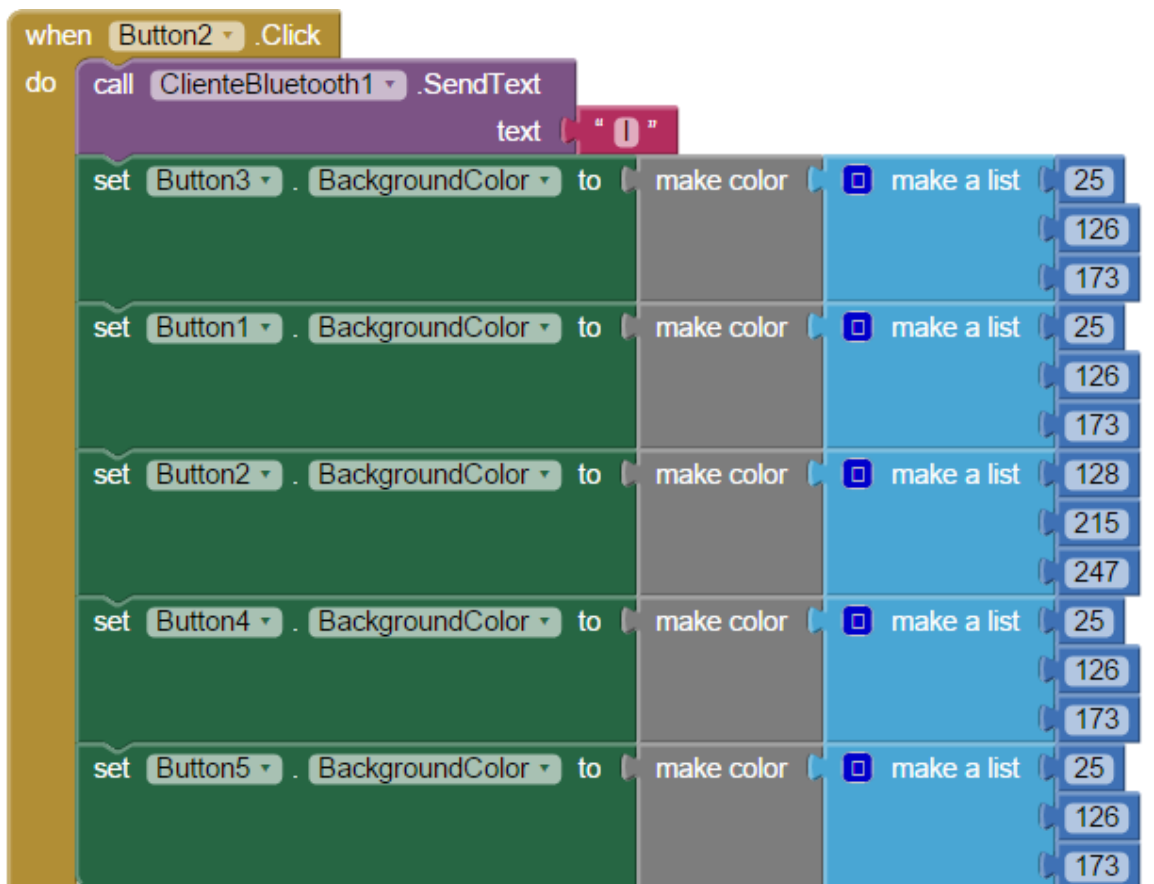 when Button2 .Click
do call ClienteBluetooth1 .SendText
text " l "
set Button3 . BackgroundColor to make color make a list 25
126
173
set Button1 . BackgroundColor to make color make a list 25
126
173
set Button2 . BackgroundColor to make color make a list 128
215
247
set Button4 . BackgroundColor to make color make a list 25
126
173
set Button5 . BackgroundColor to make color make a list 25
126
173